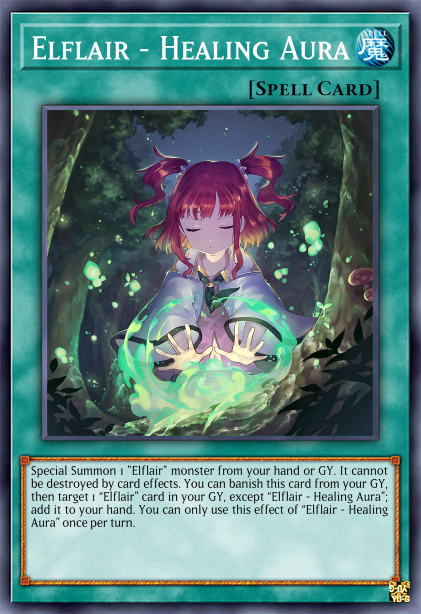 Elflair - Healing Aura
SPELL
魔
[Spell Card]
Special Summon 1 "Elflair" monster from your hand or GY. It cannot
be destroyed by card effects. You can banish this card from your GY,
then target 1 "Elflair" card in your GY, except "Elflair - Healing Aura";
add it to your hand. You can only use this effect of "Elflair - Healing
Aura" once per turn.